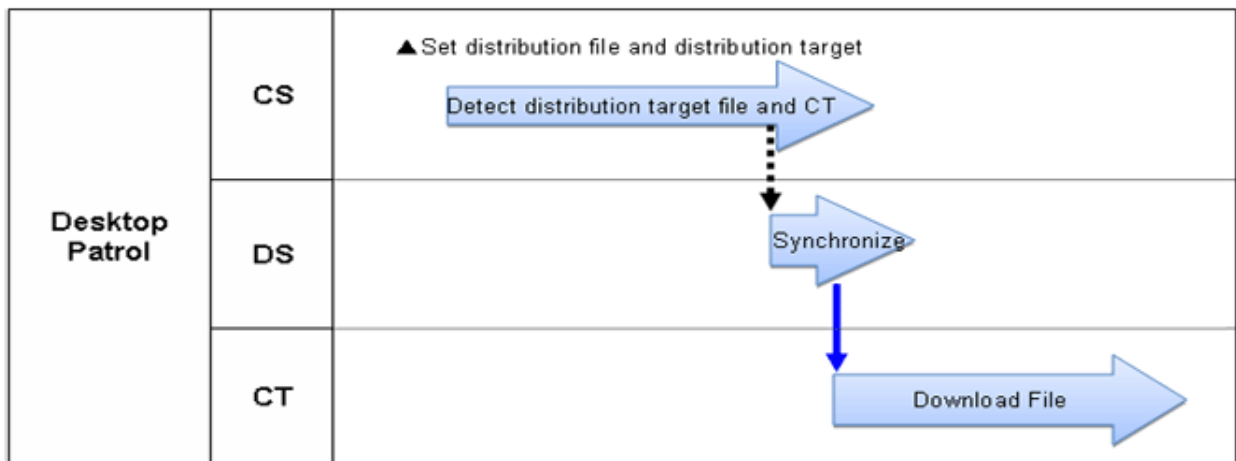 ▲Set distribution file and distribution target
CS
Detect distribution target file and CT
Desktop
Patrol
DS
Synchronize
CT
Download File